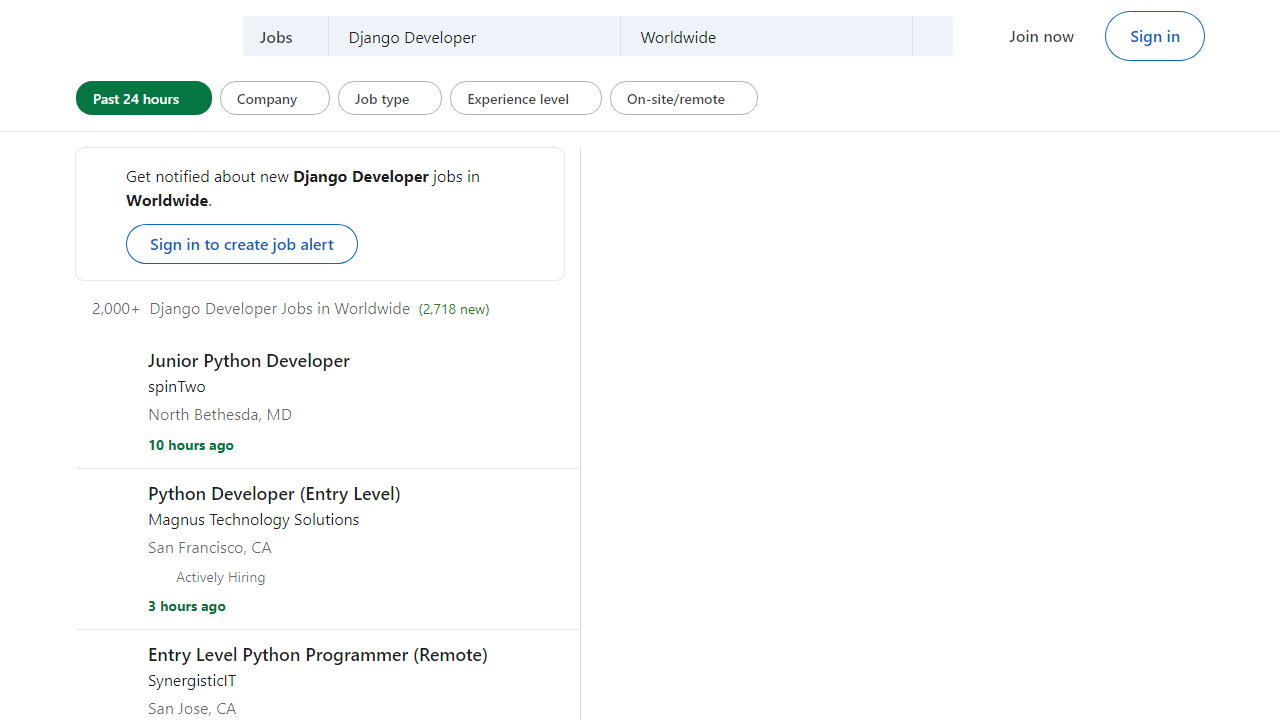 Jobs
Django Developer
Worldwide
Join now
Sign in
Past 24 hours
Company
Job type
Experience level
On-site/remote
Get notified about new Django Developer jobs in
Worldwide.
Sign in to create job alert
2,000+ Django Developer Jobs in Worldwide (2,718 new)
Junior Python Developer
spinTwo
North Bethesda, MD
10 hours ago
Python Developer (Entry Level)
Magnus Technology Solutions
San Francisco, CA
Actively Hiring
3 hours ago
Entry Level Python Programmer (Remote)
SynergisticIT
San Jose, CA